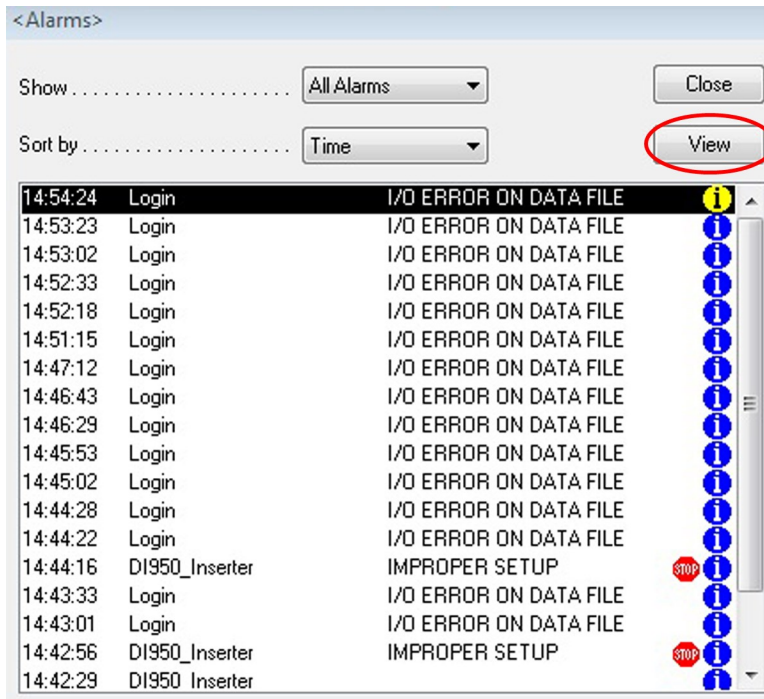 <Alarms>
Show..................... All Alarms Close
Sort by.................... Time View
14:54:24 Login I/O ERROR ON DATA FILE
14:53:23 Login I/O ERROR ON DATA FILE
14:53:02 Login I/O ERROR ON DATA FILE
14:52:33 Login I/O ERROR ON DATA FILE
14:52:18 Login I/O ERROR ON DATA FILE
14:51:15 Login I/O ERROR ON DATA FILE
14:47:12 Login I/O ERROR ON DATA FILE
14:46:43 Login I/O ERROR ON DATA FILE
14:46:29 Login I/O ERROR ON DATA FILE
14:45:53 Login I/O ERROR ON DATA FILE
14:45:02 Login I/O ERROR ON DATA FILE
14:44:28 Login I/O ERROR ON DATA FILE
14:44:22 Login I/O ERROR ON DATA FILE
14:44:16 DI950_Inserter IMPROPER SETUP STOP
14:43:33 Login I/O ERROR ON DATA FILE
14:43:01 Login I/O ERROR ON DATA FILE
14:42:56 DI950_Inserter IMPROPER SETUP STOP
14:42:29 DI950 Inserter